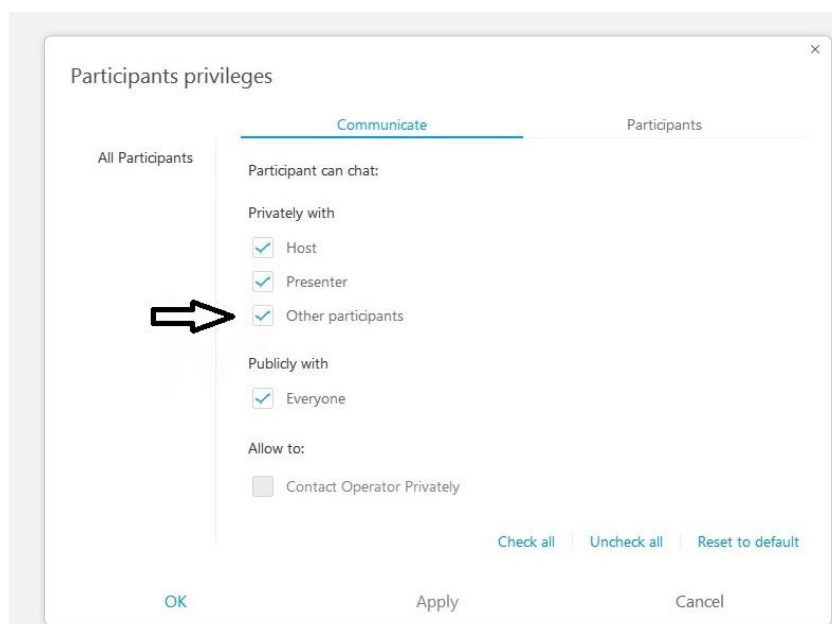 Participants privileges
Communicate
Participants
All Participants
Participant can chat:
Privately with
Host
Presenter
Other participants
Publicly with
Everyone
Allow to:
Contact Operator Privately
Check all
Uncheck all
Reset to default
OK
Apply
Cancel